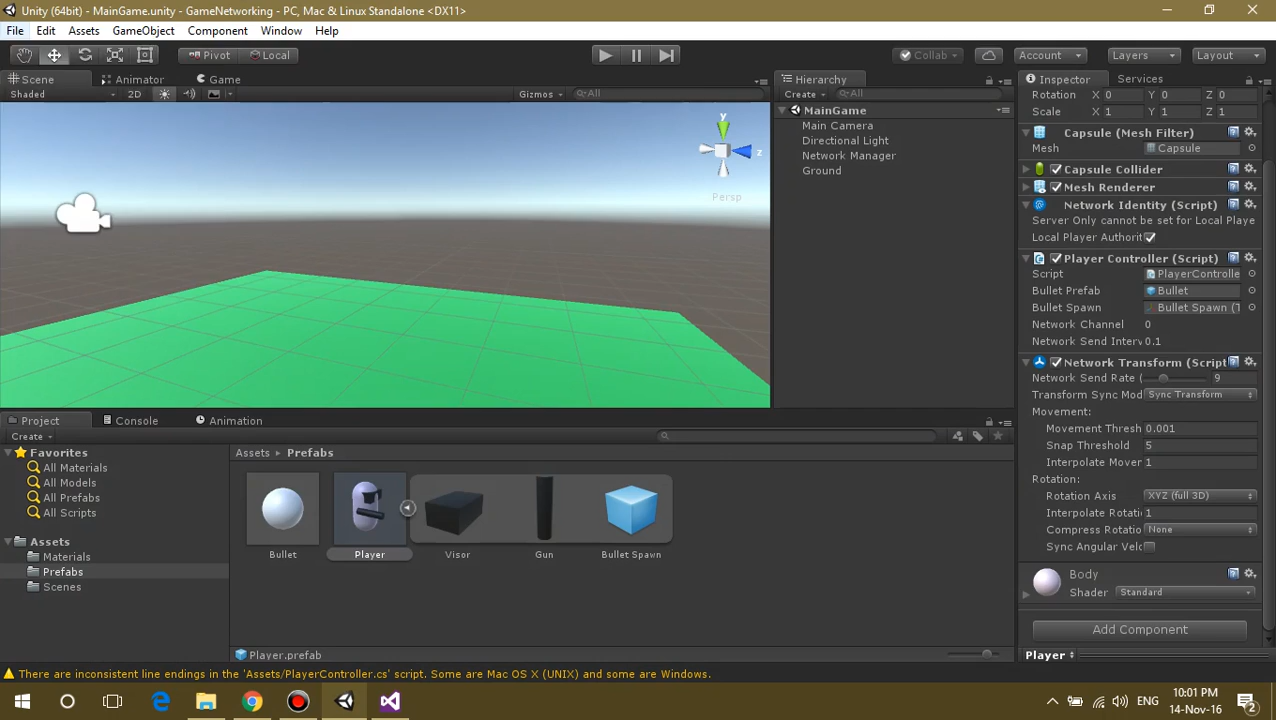 Unity (64bit) - MainGame.unity - GameNetworking - PC, Mac & Linux Standalone <DX11>
File Edit Assets GameObject Component Window Help
Pivot Local Collab Account Layers Layout
Scene Animator Game
Shaded 2D Gizmos All
y
z
Persp
Hierarchy
Create All
MainGame
Main Camera
Directional Light
Network Manager
Ground
Inspector Services
Rotation X 0 Y 0 Z 0
Scale X 1 Y 1 Z 1
Capsule (Mesh Filter)
Mesh Capsule
Capsule Collider
Mesh Renderer
Network Identity (Script)
Server Only cannot be set for Local Playe
Local Player Authorit
Player Controller (Script)
Script PlayerControlle
Bullet Prefab Bullet
Bullet Spawn Bullet Spawn (T
Network Channel 0
Network Send Interv 0.1
Network Transform (Script
Network Send Rate ( 9
Transform Sync Mod Sync Transform
Movement:
Movement Thresh 0.001
Snap Threshold 5
Interpolate Mover 1
Rotation:
Rotation Axis XYZ (full 3D)
Interpolate Rotati 1
Compress Rotatio None
Sync Angular Velo
Body
Shader Standard
Add Component
Player
Project Console Animation
Create
Favorites
All Materials
All Models
All Prefabs
All Scripts
Assets
Materials
Prefabs
Scenes
Assets Prefabs
Bullet Player Visor Gun Bullet Spawn
Player.prefab
There are inconsistent line endings in the 'Assets/PlayerController.cs' script. Some are Mac OS X (UNIX) and some are Windows.
ENG
10:01 PM
14-Nov-16
2